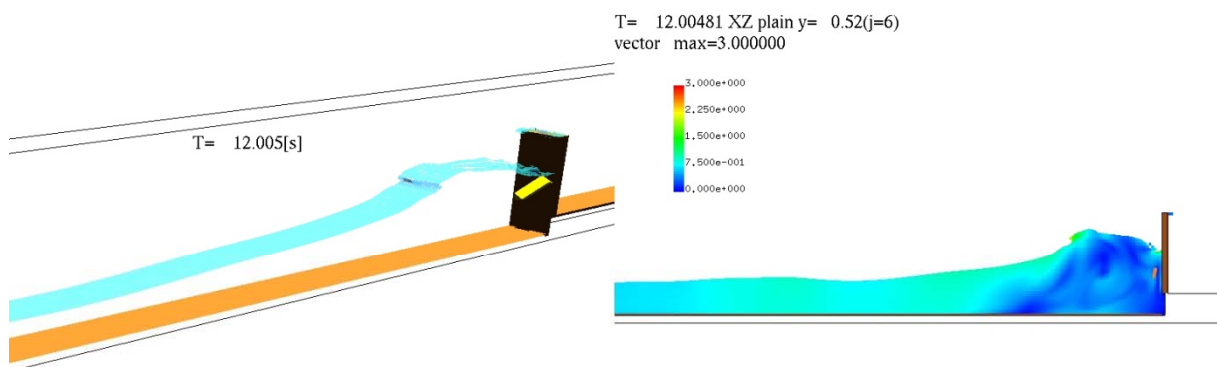 T= 12.005[s]
T= 12.00481 XZ plain y= 0.52(j=6)
vector max=3.000000
3.000e+000
2.250e+000
1.500e+000
7.500e-001
0.000e+000